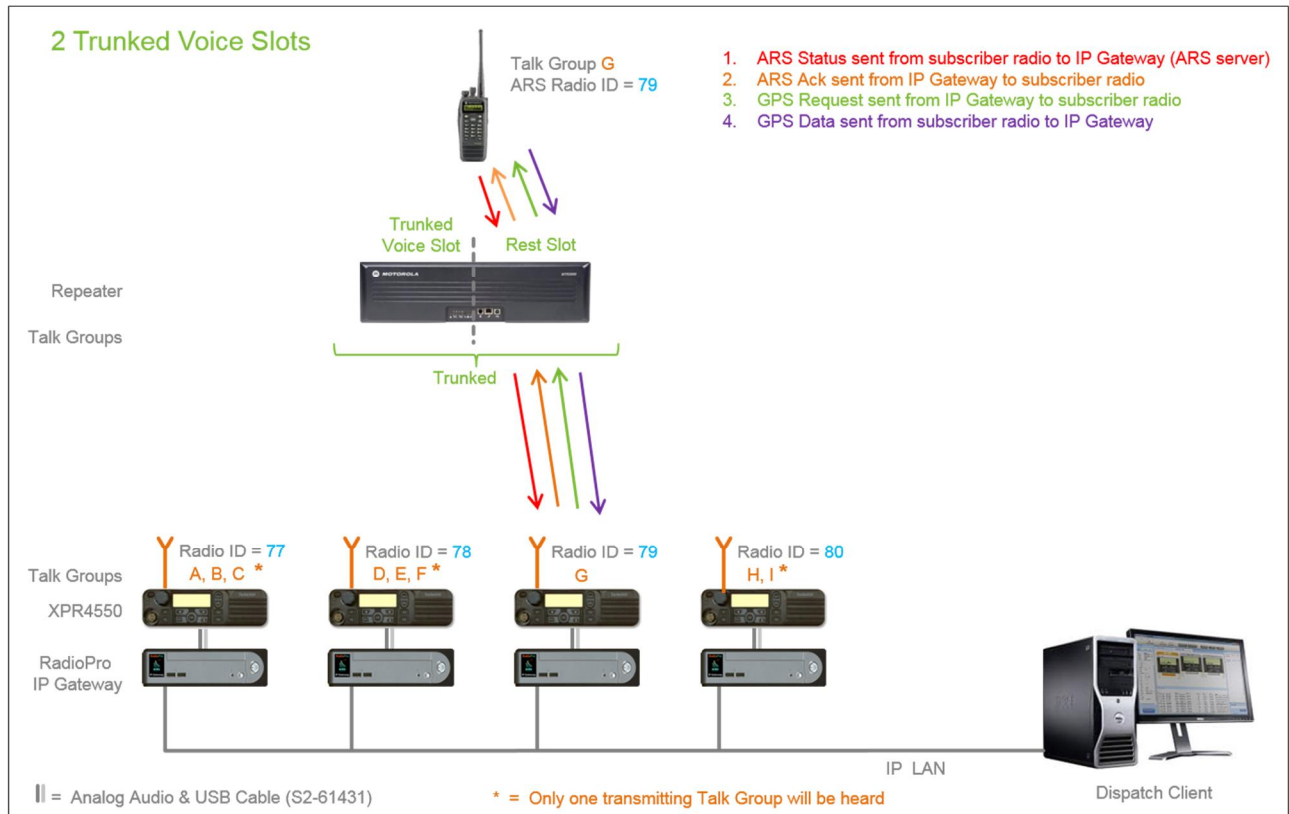 2 Trunked Voice Slots
Talk Group G
ARS Radio ID = 79
1. ARS Status sent from subscriber radio to IP Gateway (ARS server)
2. ARS Ack sent from IP Gateway to subscriber radio
3. GPS Request sent from IP Gateway to subscriber radio
4. GPS Data sent from subscriber radio to IP Gateway
Trunked
Voice Slot
Rest Slot
Repeater
MOTOROLA
Talk Groups
Trunked
Radio ID = 77
Radio ID = 78
Radio ID = 79
Radio ID = 80
Talk Groups
A, B, C *
D, E, F *
G
H, I *
XPR4550
RadioPro
IP Gateway
IP LAN
= Analog Audio & USB Cable (S2-61431)
* = Only one transmitting Talk Group will be heard
Dispatch Client